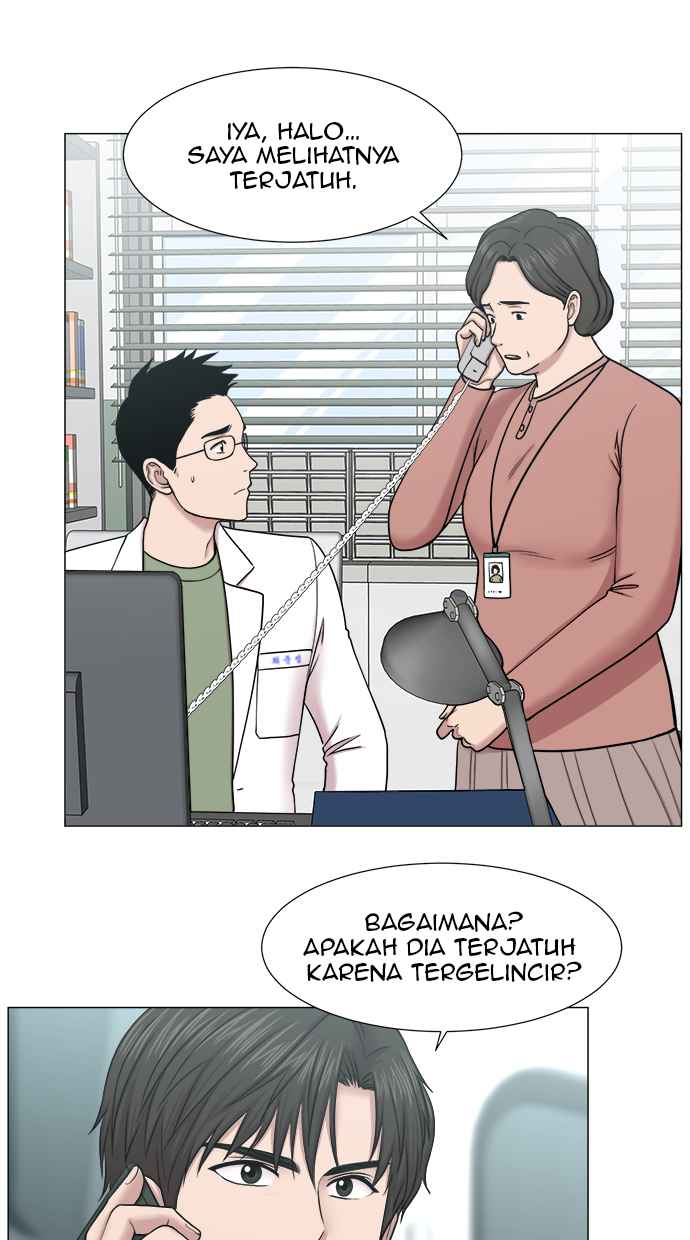 IYA, HALO...
SAYA MELIHATNYA
TERJATUH.
BAGAIMANA?
APAKAH DIA TERJATUH
KARENA TERGELINCIR?